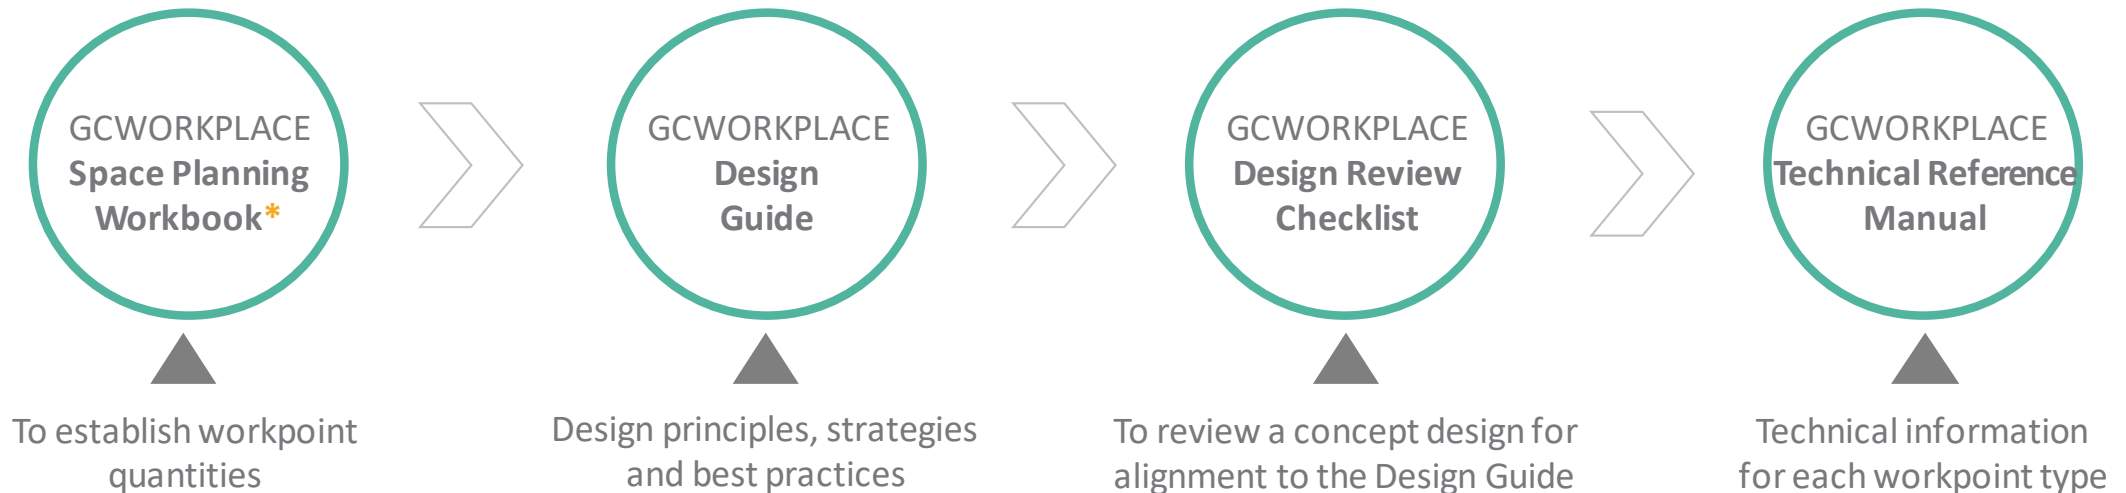 GCWORKPLACE
Space Planning
Workbook*
GCWORKPLACE
Design
Guide
GCWORKPLACE
Design Review
Checklist
GCWORKPLACE
Technical Reference
Manual
To establish workpoint
quantities
Design principles, strategies
and best practices
To review a concept design for
alignment to the Design Guide
Technical information
for each workpoint type